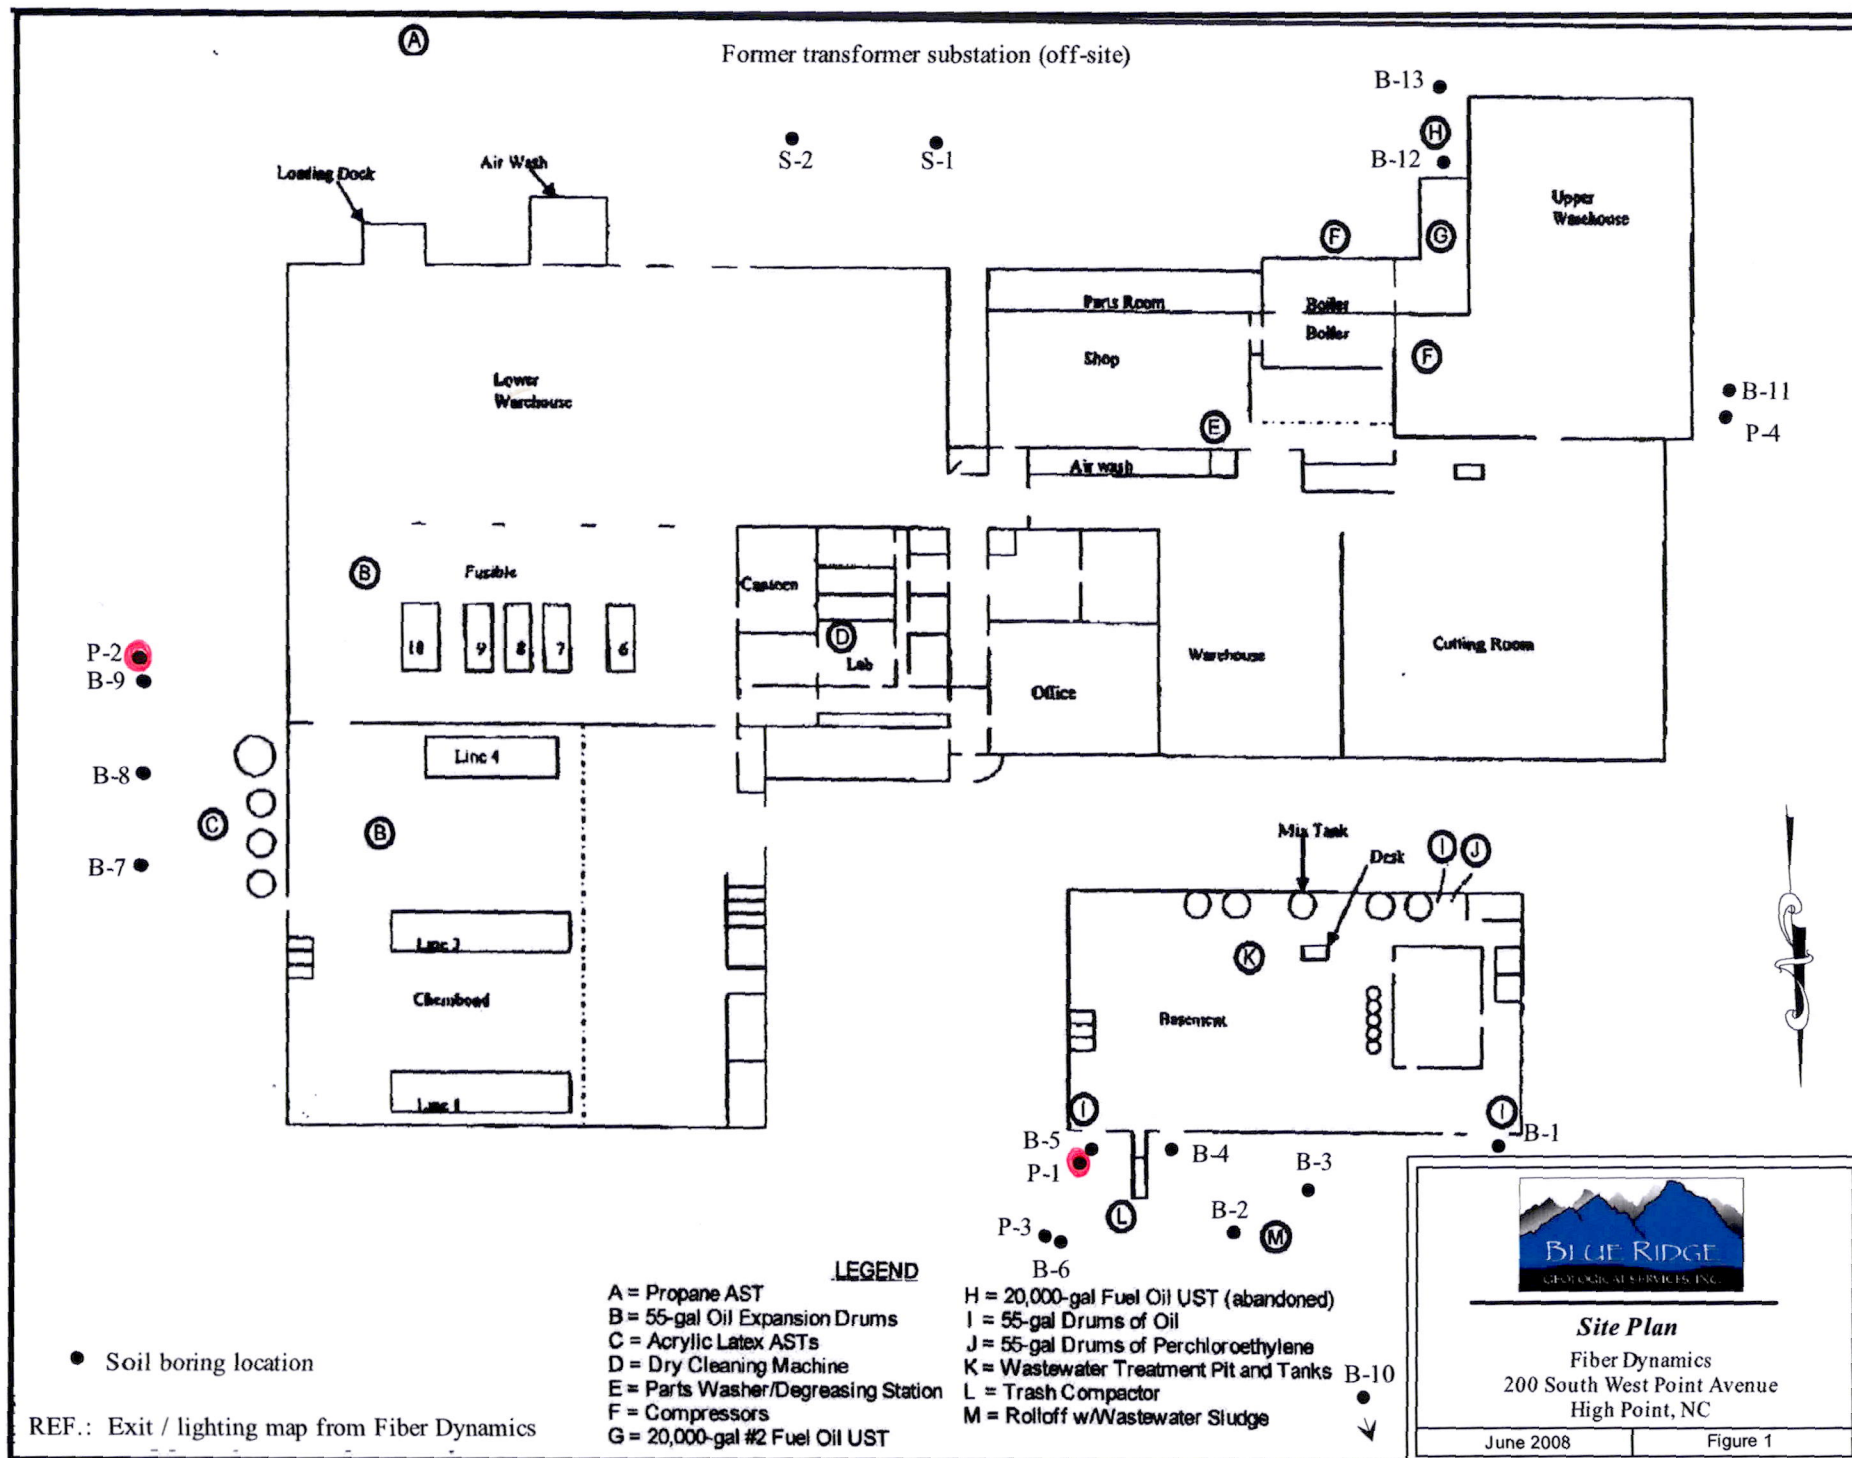 A
Former transformer substation (off-site)
B-13
H
B-12
S-2
S-1
Loading Dock
Air Wash
Upper
Warehouse
F
G
Parts Room
Boiler
Boiler
Shop
F
Lower
Warehouse
B-11
P-4
E
Air wash
B
Fusible
Canteen
10
9
8
7
6
D
Lab
P-2
B-9
Office
Warehouse
Cutting Room
Line 4
B-8
C
B
B-7
Mix Tank
Desk
I
J
K
Basement
Chembond
I
I
B-5
B-4
B-1
P-1
B-3
L
B-2
M
P-3
B-6
LEGEND
A = Propane AST
B = 55-gal Oil Expansion Drums
C = Acrylic Latex ASTs
D = Dry Cleaning Machine
E = Parts Washer/Degreasing Station
F = Compressors
G = 20,000-gal #2 Fuel Oil UST
H = 20,000-gal Fuel Oil UST (abandoned)
I = 55-gal Drums of Oil
J = 55-gal Drums of Perchloroethylene
K = Wastewater Treatment Pit and Tanks
L = Trash Compactor
M = Rolloff w/Wastewater Sludge
B-10
Soil boring location
REF.: Exit / lighting map from Fiber Dynamics
BLUE RIDGE
GEOLOGICAL SERVICES, INC.
Site Plan
Fiber Dynamics
200 South West Point Avenue
High Point, NC
June 2008
Figure 1